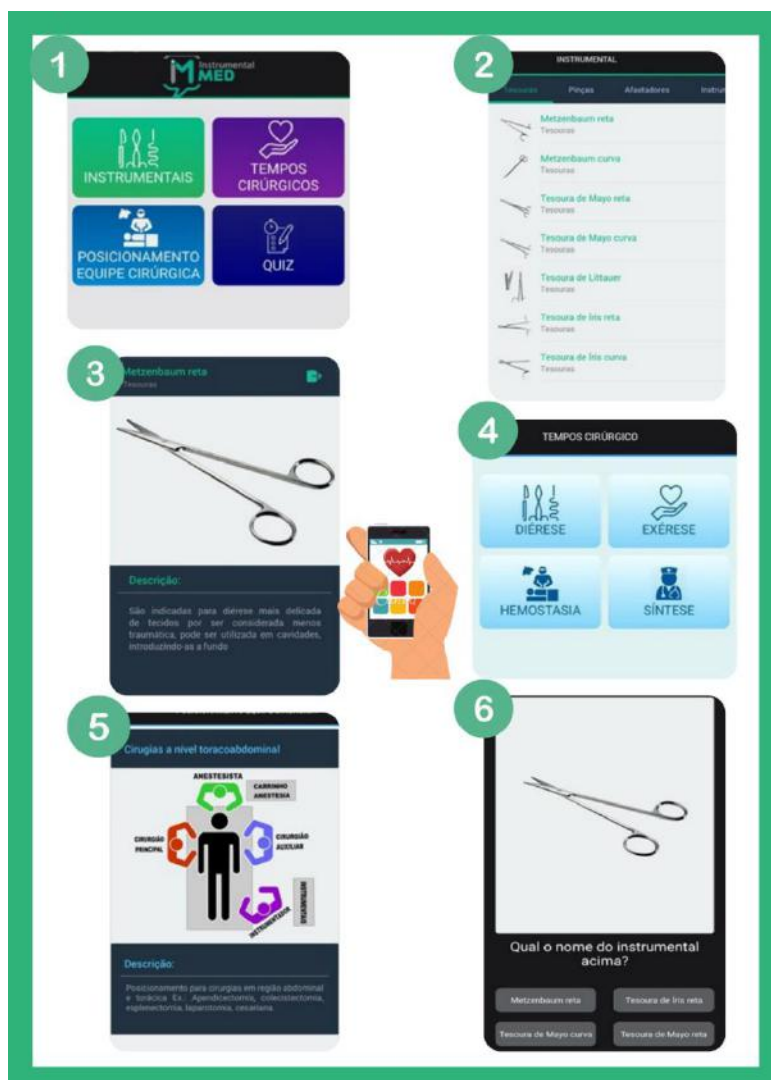 1
Instrumental
MED
INSTRUMENTAIS
TEMPOS
CIRÚRGICOS
POSICIONAMENTO
EQUIPE CIRÚRGICA
QUIZ
2
INSTRUMENTAL
Tesouras Pinças Afastadores Instrum
Metzenbaum reta
Tesouras
Metzenbaum curva
Tesouras
Tesoura de Mayo reta
Tesouras
Tesoura de Mayo curva
Tesouras
Tesoura de Littauer
Tesouras
Tesoura de Íris reta
Tesouras
Tesoura de Íris curva
Tesouras
3
Metzenbaum reta
Tesouras
Descrição:
São indicadas para diérese mais delicada
de tecidos por ser considerada menos
traumática, pode ser utilizada em cavidades,
introduzindo-as a fundo
4
TEMPOS CIRÚRGICO
DIÉRESE
EXÉRESE
HEMOSTASIA
SÍNTESE
5
Cirugias a nível toracoabdominal
ANESTESISTA
CARRINHO
ANESTESIA
CIRURGIÃO
PRINCIPAL
CIRURGIÃO
AUXILIAR
INSTRUMENTADOR
Descrição:
Posicionamento para cirurgias em região abdominal
e torácica Ex.: Apendicectomia, colecistectomia,
esplenectomia, laparotomia, cesariana.
6
Qual o nome do instrumental
acima?
Metzenbaum reta
Tesoura de Íris reta
Tesoura de Mayo curva
Tesoura de Mayo reta